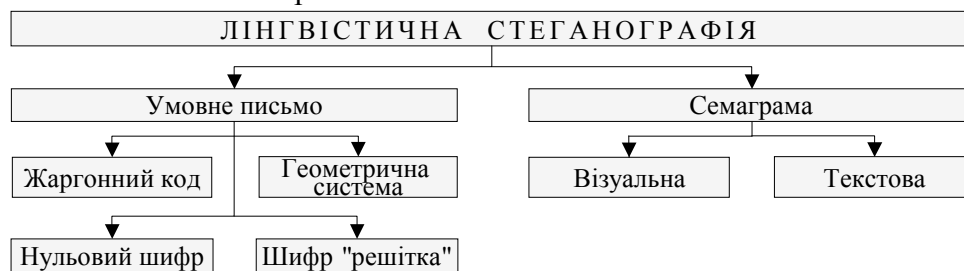 ЛІНГВІСТИЧНА СТЕГАНОГРАФІЯ
Умовне письмо
Семаграма
Жаргонний код
Геометрична
система
Візуальна
Текстова
Нульовий шифр
Шифр "решітка"